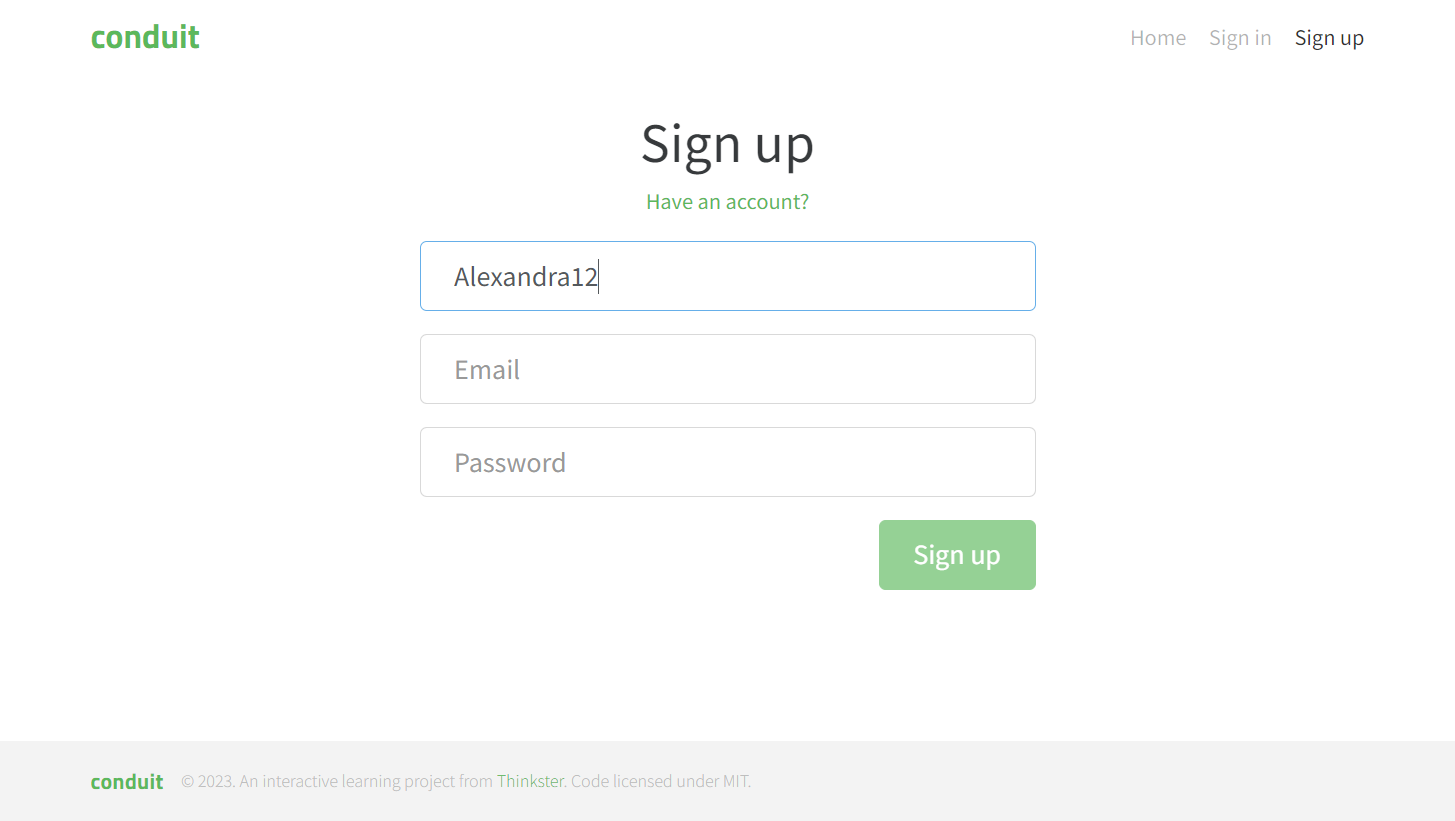 conduit
Home Sign in Sign up
Sign up
Have an account?
Alexandra12
Email
Password
Sign up
conduit © 2023. An interactive learning project from Thinkster. Code licensed under MIT.